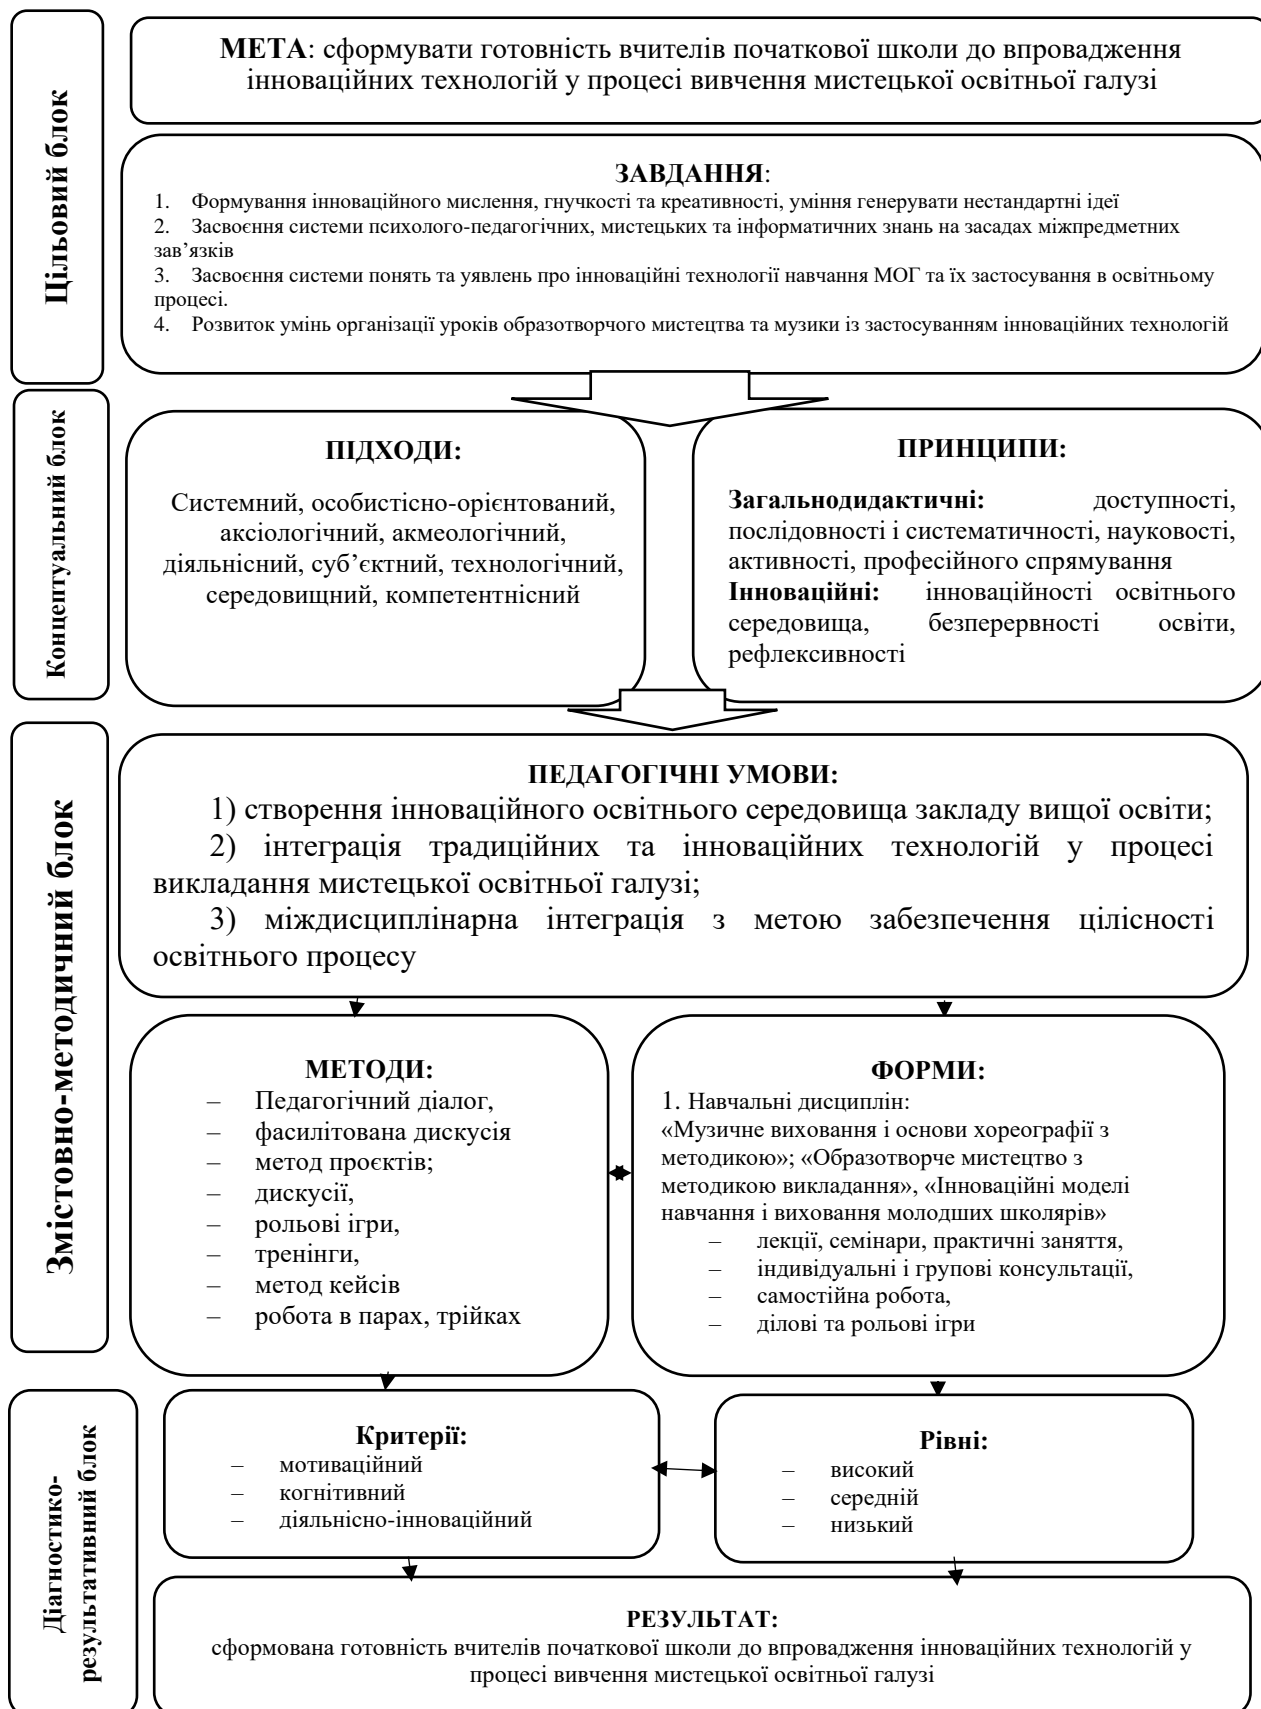 Цільовий блок
МЕТА: сформувати готовність вчителів початкової школи до впровадження
інноваційних технологій у процесі вивчення мистецької освітньої галузі
ЗАВДАННЯ:
1. Формування інноваційного мислення, гнучкості та креативності, уміння генерувати нестандартні ідеї
2. Засвоєння системи психолого-педагогічних, мистецьких та інформатичних знань на засадах міжпредметних
зав’язків
3. Засвоєння системи понять та уявлень про інноваційні технології навчання МОГ та їх застосування в освітньому
процесі.
4. Розвиток умінь організації уроків образотворчого мистецтва та музики із застосуванням інноваційних технологій
Концептуальний блок
ПІДХОДИ:
Системний, особистісно-орієнтований,
аксіологічний, акмеологічний,
діяльнісний, суб’єктний, технологічний,
середовищний, компетентнісний
ПРИНЦИПИ:
Загальнодидактичні: доступності,
послідовності і систематичності, науковості,
активності, професійного спрямування
Інноваційні: інноваційності освітнього
середовища, безперервності освіти,
рефлексивності
Змістовно-методичний блок
ПЕДАГОГІЧНІ УМОВИ:
1) створення інноваційного освітнього середовища закладу вищої освіти;
2) інтеграція традиційних та інноваційних технологій у процесі
викладання мистецької освітньої галузі;
3) міждисциплінарна інтеграція з метою забезпечення цілісності
освітнього процесу
МЕТОДИ:
– Педагогічний діалог,
– фасилітована дискусія
– метод проєктів;
– дискусії,
– рольові ігри,
– тренінги,
– метод кейсів
– робота в парах, трійках
ФОРМИ:
1. Навчальні дисциплін:
«Музичне виховання і основи хореографії з
методикою»; «Образотворче мистецтво з
методикою викладання», «Інноваційні моделі
навчання і виховання молодших школярів»
– лекції, семінари, практичні заняття,
– індивідуальні і групові консультації,
– самостійна робота,
– ділові та рольові ігри
Діагностико-
результативний блок
Критерії:
– мотиваційний
– когнітивний
– діяльнісно-інноваційний
Рівні:
– високий
– середній
– низький
РЕЗУЛЬТАТ:
сформована готовність вчителів початкової школи до впровадження інноваційних технологій у
процесі вивчення мистецької освітньої галузі